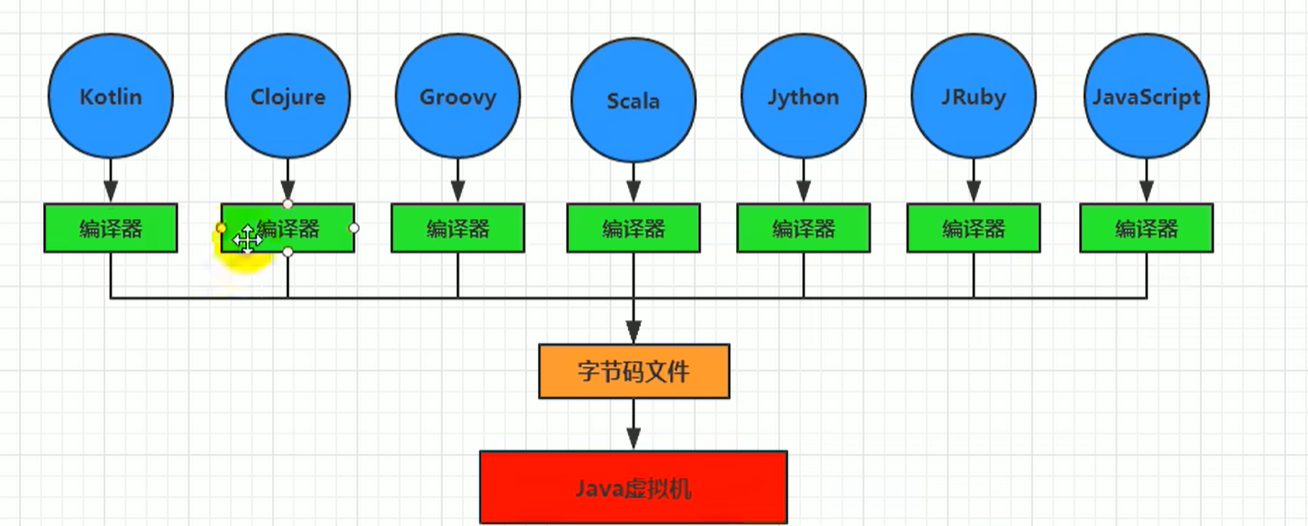 Kotlin
Clojure
Groovy
Scala
Jython
JRuby
JavaScript
编译器
编译器
编译器
编译器
编译器
编译器
编译器
字节码文件
Java虚拟机